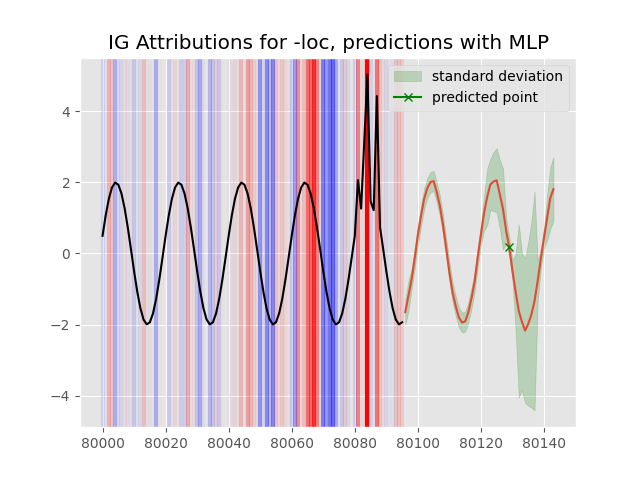 IG Attributions for -loc, predictions with MLP
standard deviation
predicted point
4
2
0
−2
−4
80000 80020 80040 80060 80080 80100 80120 80140